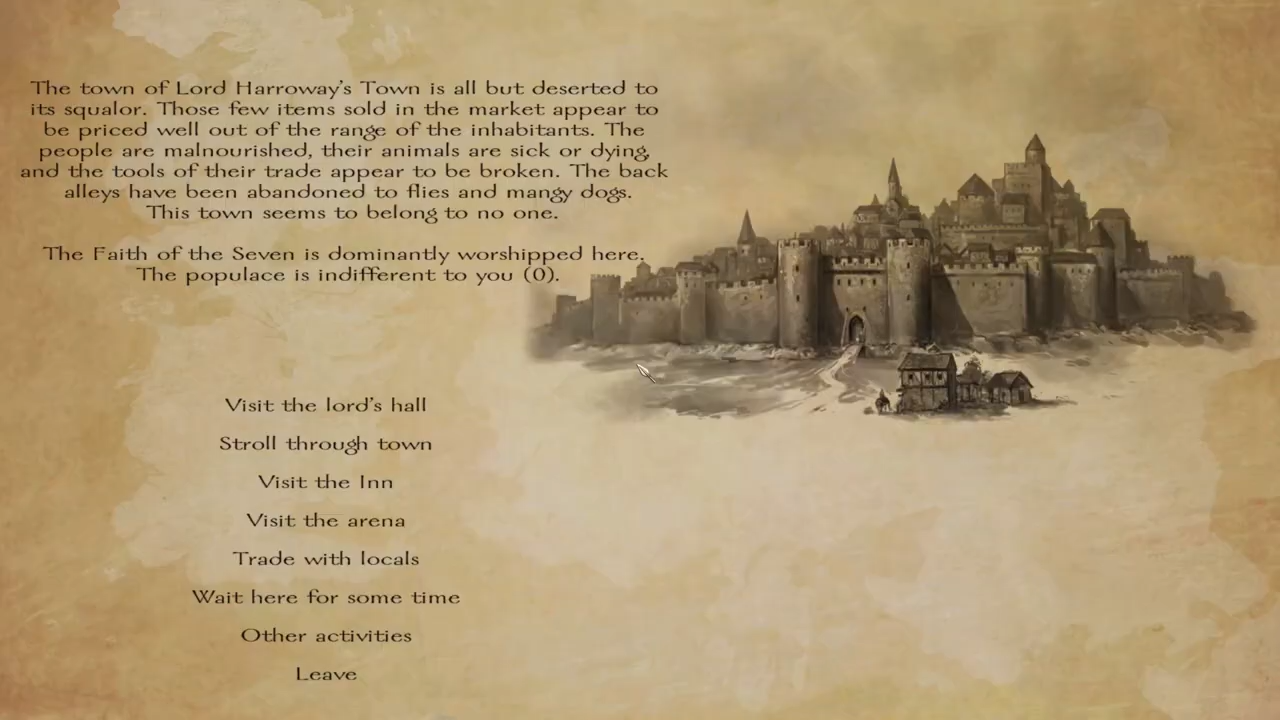 The town of Lord Harroway's Town is all but deserted to
its squalor. Those few items sold in the market appear to
be priced well out of the range of the inhabitants. The
people are malnourished, their animals are sick or dying,
and the tools of their trade appear to be broken. The back
alleys have been abandoned to flies and mangy dogs.
This town seems to belong to no one.
The Faith of the Seven is dominantly worshipped here.
The populace is indifferent to you (0).
Visit the lord's hall
Stroll through town
Visit the Inn
Visit the arena
Trade with locals
Wait here for some time
Other activities
Leave